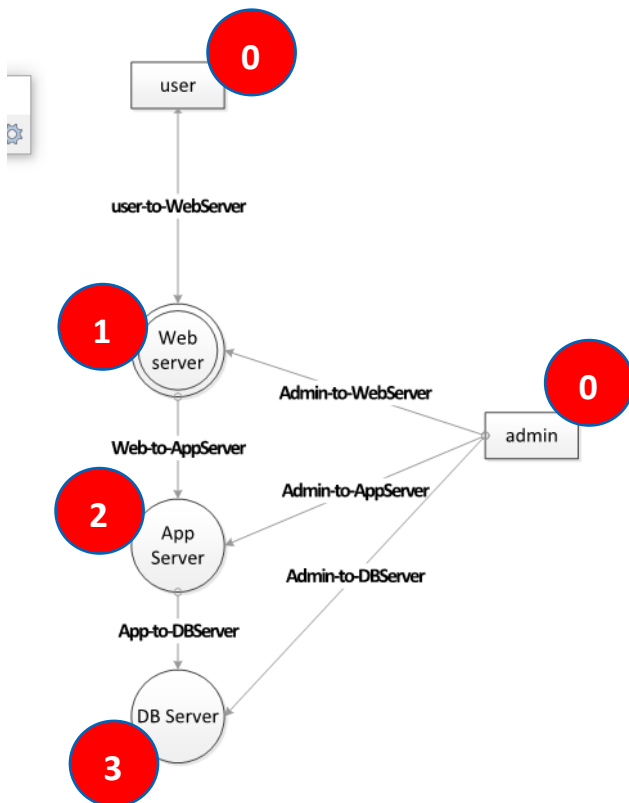 0
user
user-to-WebServer
1
Web
server
Admin-to-WebServer
0
admin
Web-to-AppServer
2
App
Server
Admin-to-AppServer
Admin-to-DBServer
App-to-DBServer
DB Server
3